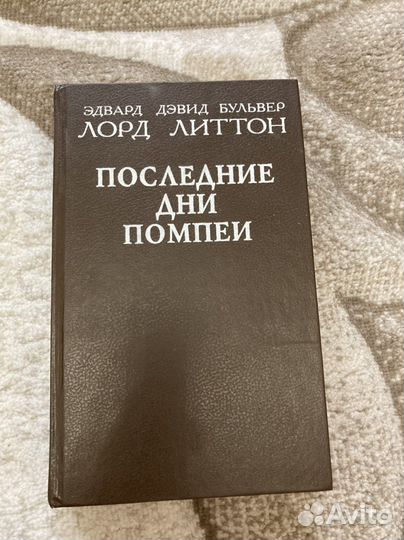 ЭДВАРД ДЭВИД БУЛЬВЕР
ЛОРД ЛИТТОН
ПОСЛЕДНИЕ
ДНИ
ПОМПЕИ
Avito